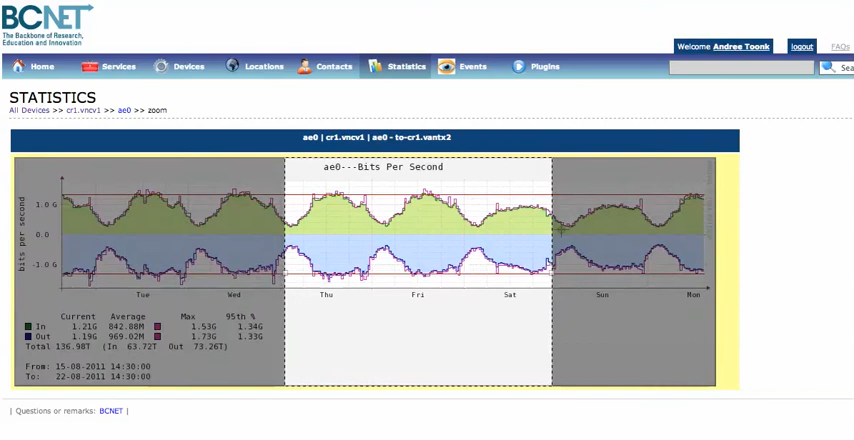 BCNET
The Backbone of Research,
Education and Innovation
Welcome Andree Toonk logout FAQs
Home Services Devices Locations Contacts Statistics Events Plugins Sea
STATISTICS
All Devices >> cr1.vncv1 >> ae0 >> zoom
ae0 | cr1.vncv1 | ae0 - to-cr1.vantx2
ae0---Bits Per Second
bits per second
1.0 G
0.0
-1.0 G
Tue Wed Thu Fri Sat Sun Mon
Current Average Max 95th %
In 1.21G 842.88M 1.53G 1.34G
Out 1.19G 969.02M 1.73G 1.33G
Total 136.98T (In 63.72T Out 73.26T)
From: 15-08-2011 14:30:00
To: 22-08-2011 14:30:00
| Questions or remarks: BCNET |